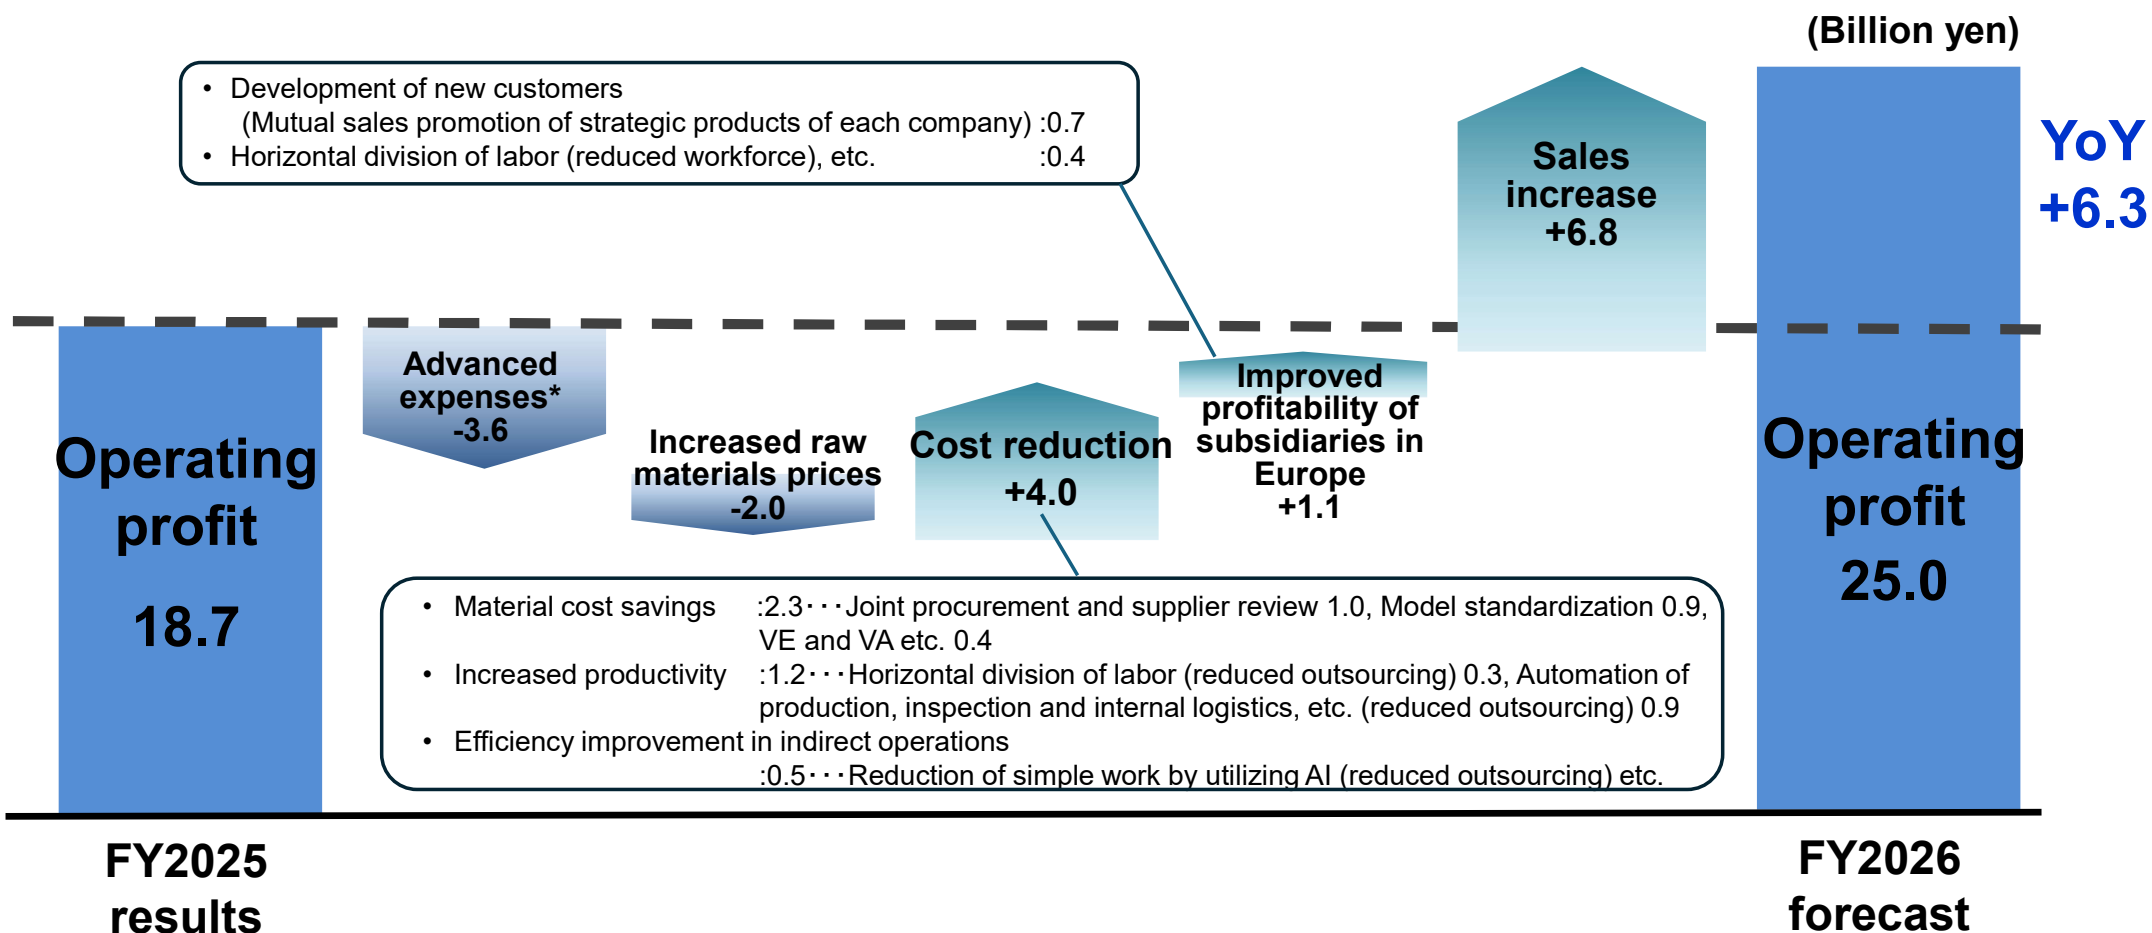 (Billion yen)
• Development of new customers
(Mutual sales promotion of strategic products of each company) :0.7
• Horizontal division of labor (reduced workforce), etc. :0.4
YoY
+6.3
Sales
increase
+6.8
Operating
profit
18.7
Advanced
expenses*
-3.6
Increased raw
materials prices
-2.0
Cost reduction
+4.0
Improved
profitability of
subsidiaries in
Europe
+1.1
Operating
profit
25.0
• Material cost savings :2.3･･･Joint procurement and supplier review 1.0, Model standardization 0.9,
VE and VA etc. 0.4
• Increased productivity :1.2･･･Horizontal division of labor (reduced outsourcing) 0.3, Automation of
production, inspection and internal logistics, etc. (reduced outsourcing) 0.9
• Efficiency improvement in indirect operations
:0.5･･･Reduction of simple work by utilizing AI (reduced outsourcing) etc.
FY2025
results
FY2026
forecast